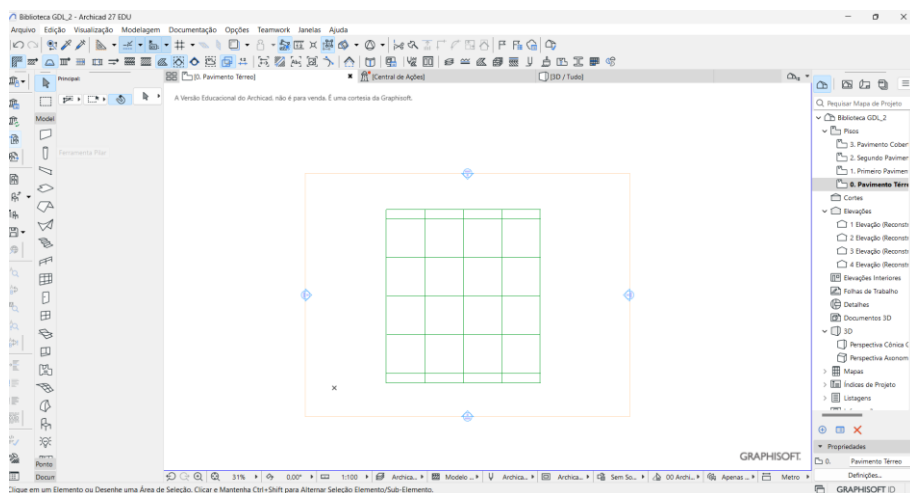 Biblioteca GDL_2 - Archicad 27 EDU
Arquivo Edição Visualização Modelagem Documentação Opções Teamwork Janelas Ajuda
Principal
[0. Pavimento Térreo]
[Central de Ações]
[3D / Tudo]
A Versão Educacional do Archicad, não é para venda. É uma cortesia da Graphisoft.
Pesquisar Mapa de Projeto
Model
Ferramenta Pilar
Biblioteca GDL_2
Pisos
3. Pavimento Cober
2. Segundo Pavimen
1. Primeiro Pavimen
0. Pavimento Térre
Cortes
Elevações
1 Elevação (Reconstr
2 Elevação (Reconstr
3 Elevação (Reconstr
4 Elevação (Reconstr
Elevações Interiores
Folhas de Trabalho
Detalhes
Documentos 3D
3D
Perspectiva Cônica G
Perspectiva Axonom
Mapas
Índices de Projeto
Listagens
Propriedades
GRAPHISOFT.
Ponto
0. Pavimento Térreo
Docum
31% 0.00° 1:100 Archica... Modelo ... Archica... Archica... Sem So... 00 Archi... Apenas ... Metro
Definições...
Clique em um Elemento ou Desenhe uma Área de Seleção. Clicar e Mantenha Ctrl+Shift para Alternar Seleção Elemento/Sub-Elemento.
GRAPHISOFT ID